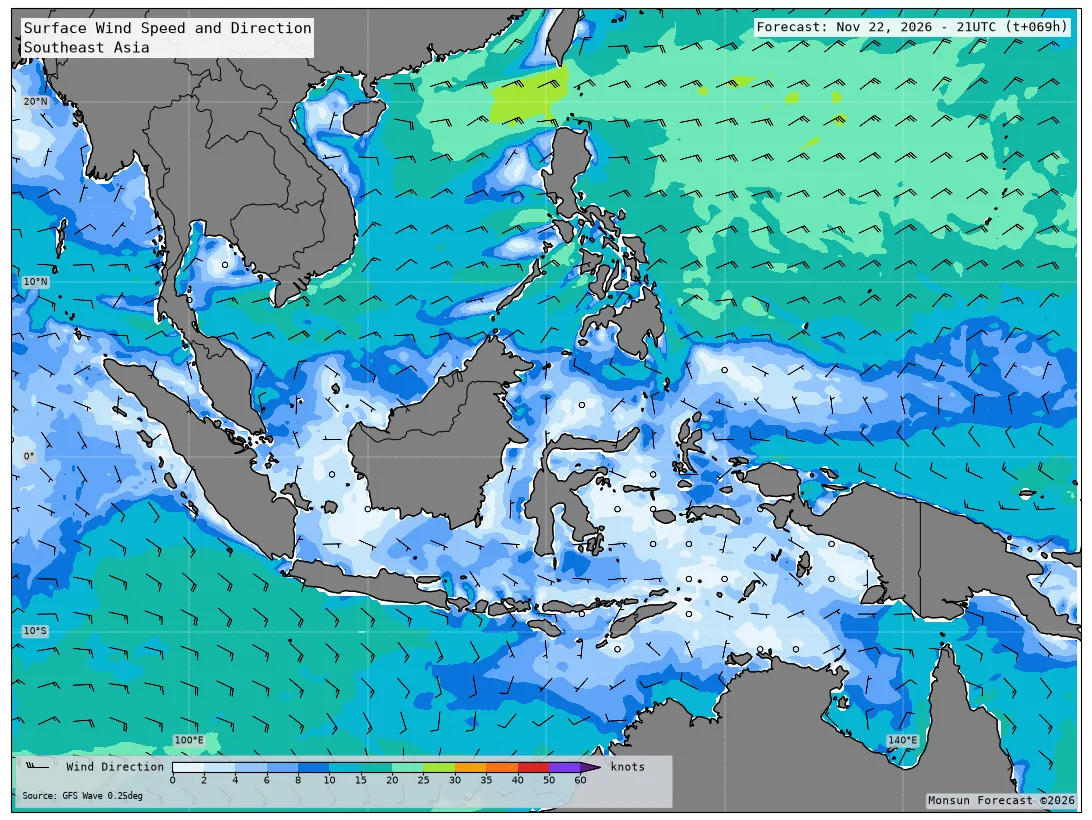 Surface Wind Speed and Direction
Southeast Asia
Forecast: Nov 22, 2026 - 21UTC (t+069h)
20°N
10°N
0°
10°S
100°E
140°E
Wind Direction
0 2 4 6 8 10 15 20 25 30 35 40 50 60
knots
Source: GFS Wave 0.25deg
Monsun Forecast ©2026